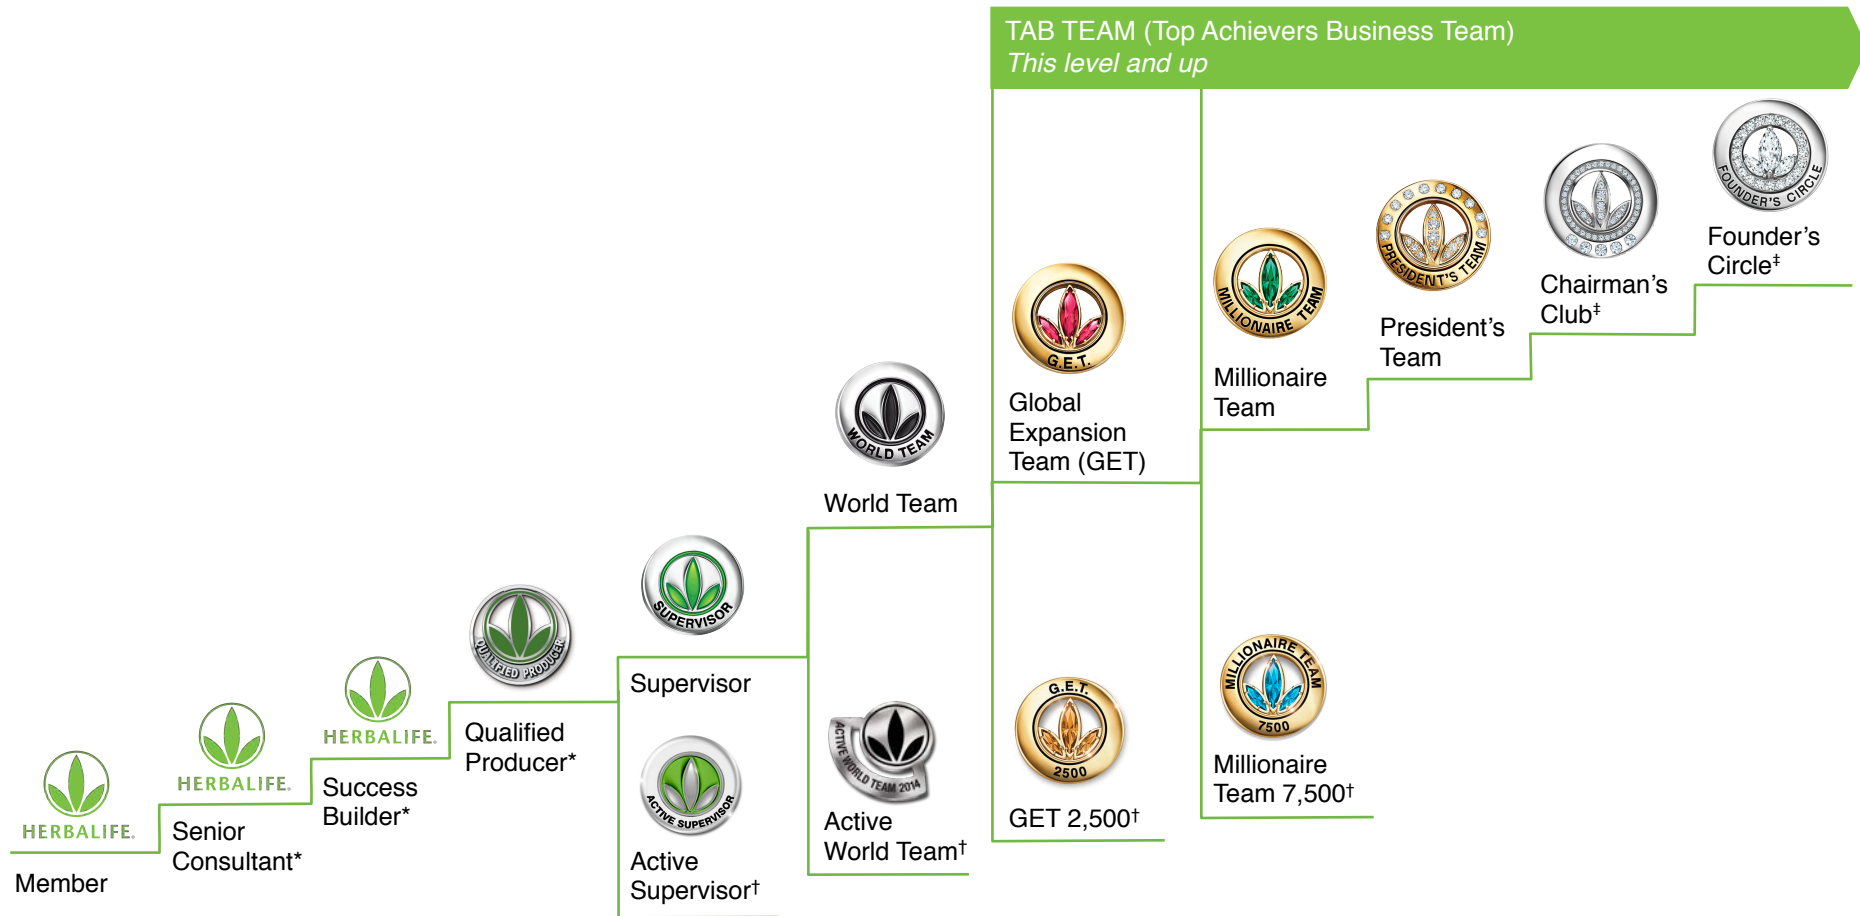 TAB TEAM (Top Achievers Business Team)
This level and up
FOUNDER'S CIRCLE
Founder’s
Circle‡
Chairman’s
Club‡
PRESIDENT'S TEAM
President’s
Team
MILLIONAIRE TEAM
Millionaire
Team
G.E.T.
Global
Expansion
Team (GET)
WORLD TEAM
World Team
SUPERVISOR
Supervisor
QUALIFIED PRODUCER
Qualified
Producer*
HERBALIFE.
Success
Builder*
HERBALIFE.
Senior
Consultant*
HERBALIFE.
Member
ACTIVE SUPERVISOR
Active
Supervisor†
ACTIVE WORLD TEAM 2014
Active
World Team†
G.E.T.
2500
GET 2,500†
MILLIONAIRE TEAM
7500
Millionaire
Team 7,500†